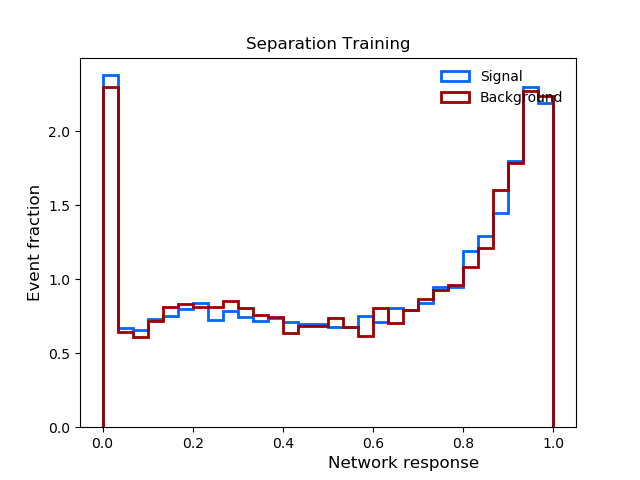 Separation Training
Signal
Background
Event fraction
2.0
1.5
1.0
0.5
0.0
0.0 0.2 0.4 0.6 0.8 1.0
Network response